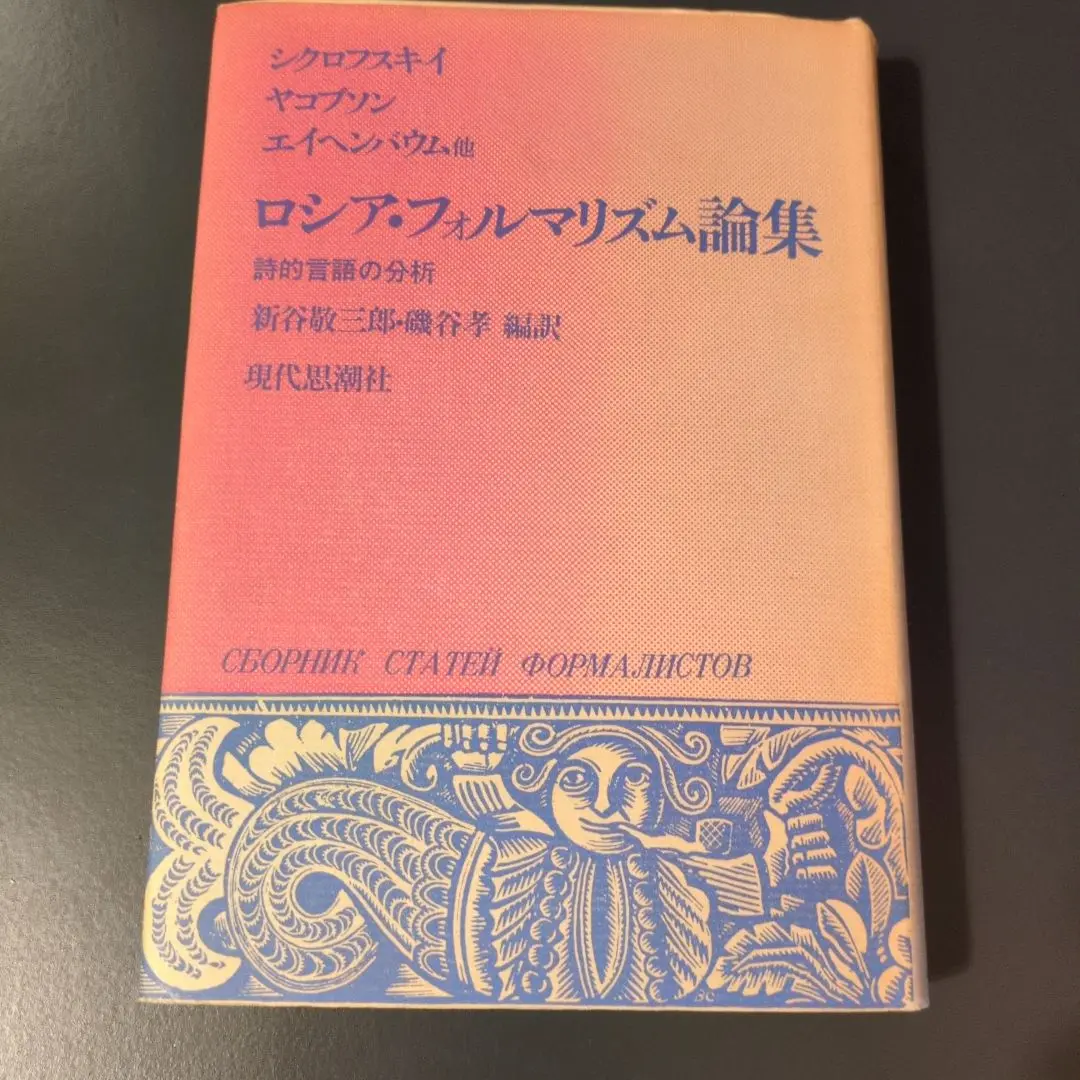 シクロフスキイ
ヤコブソン
エイヘンバウム他
ロシア・フォルマリズム論集
詩的言語の分析
新谷敬三郎・磯谷孝 編訳
現代思潮社
СБОРНИК СТАТЕЙ ФОРМАЛИСТОВ